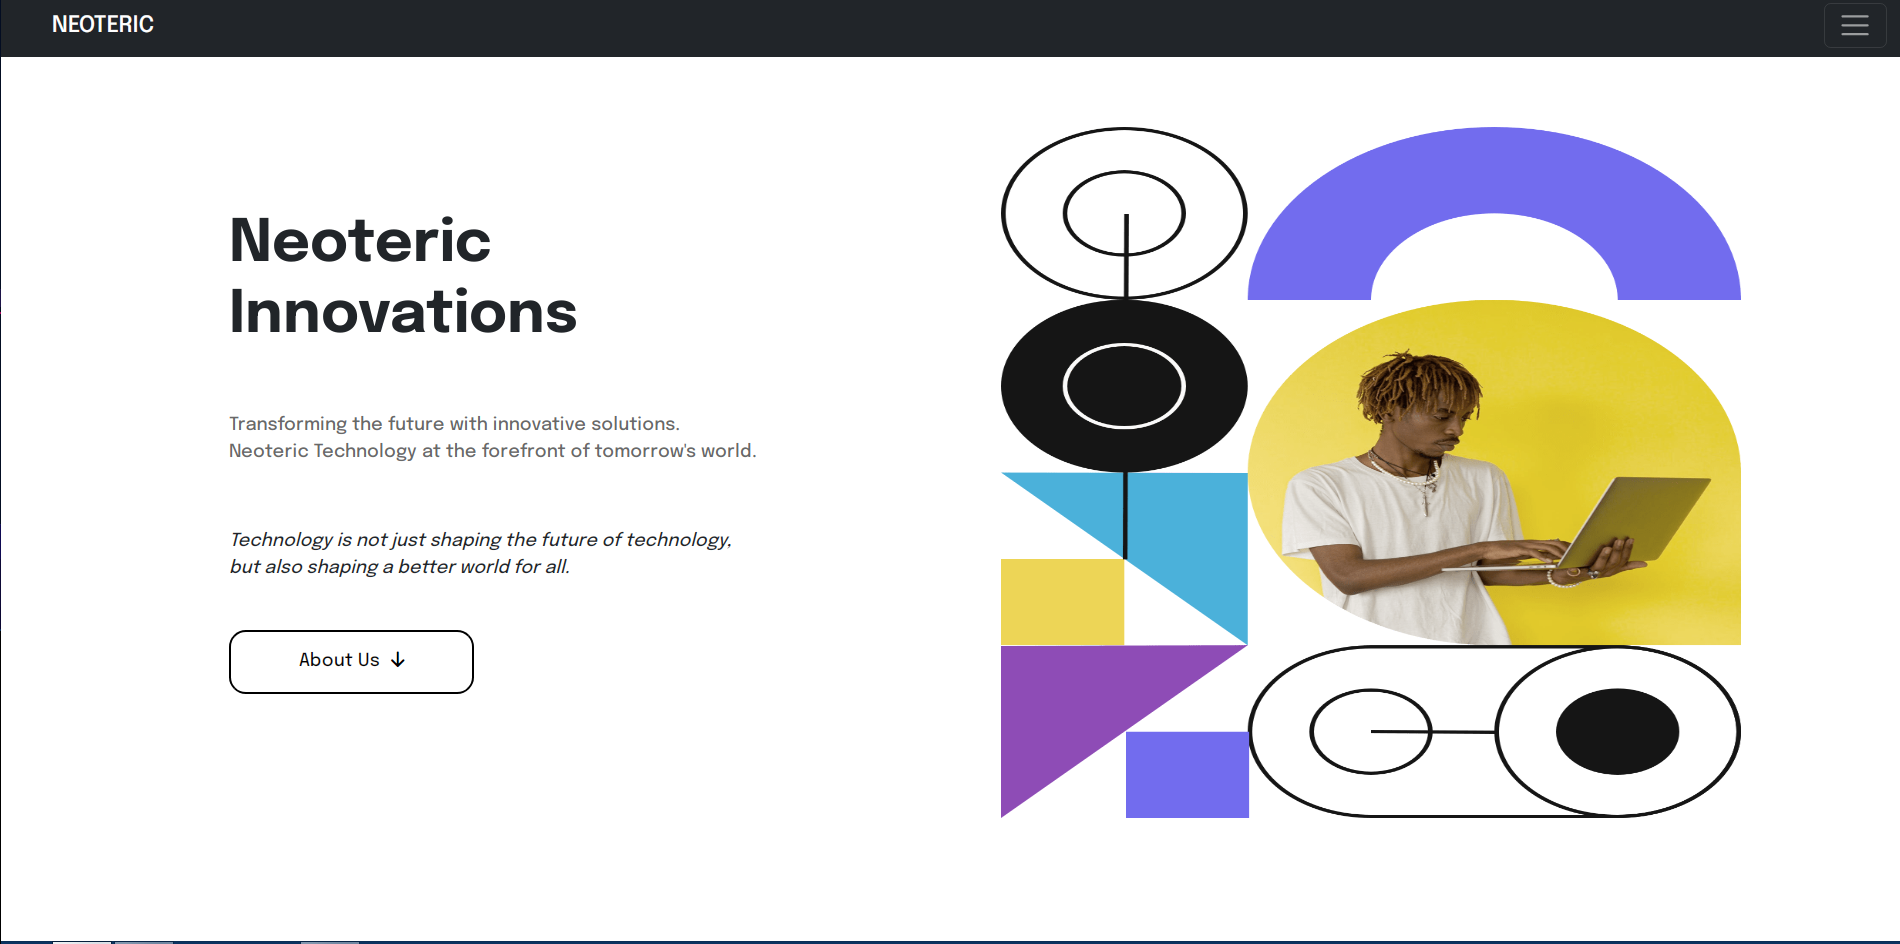 NEOTERIC
Neoteric
Innovations
Transforming the future with innovative solutions.
Neoteric Technology at the forefront of tomorrow's world.
Technology is not just shaping the future of technology,
but also shaping a better world for all.
About Us ↓